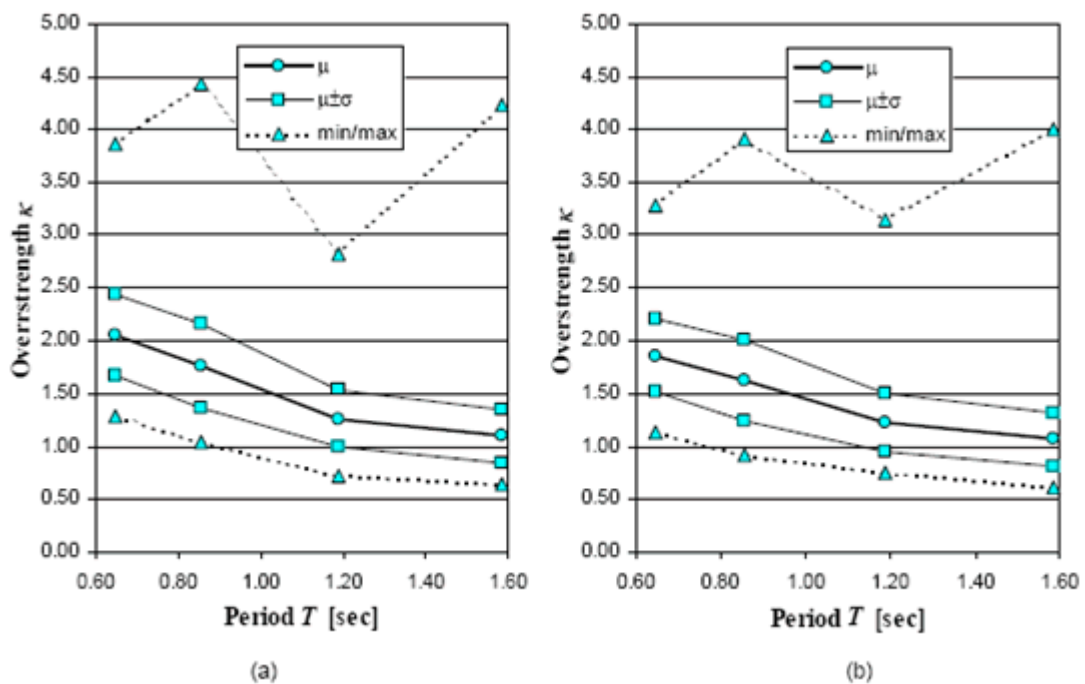 5.00
4.50
4.00
3.50
3.00
2.50
2.00
1.50
1.00
0.50
0.00
Overrstrength κ
μ
μ±σ
min/max
0.60 0.80 1.00 1.20 1.40 1.60
Period T [sec]
(a)
5.00
4.50
4.00
3.50
3.00
2.50
2.00
1.50
1.00
0.50
0.00
Overstrength κ
μ
μ±σ
min/max
0.60 0.80 1.00 1.20 1.40 1.60
Period T [sec]
(b)